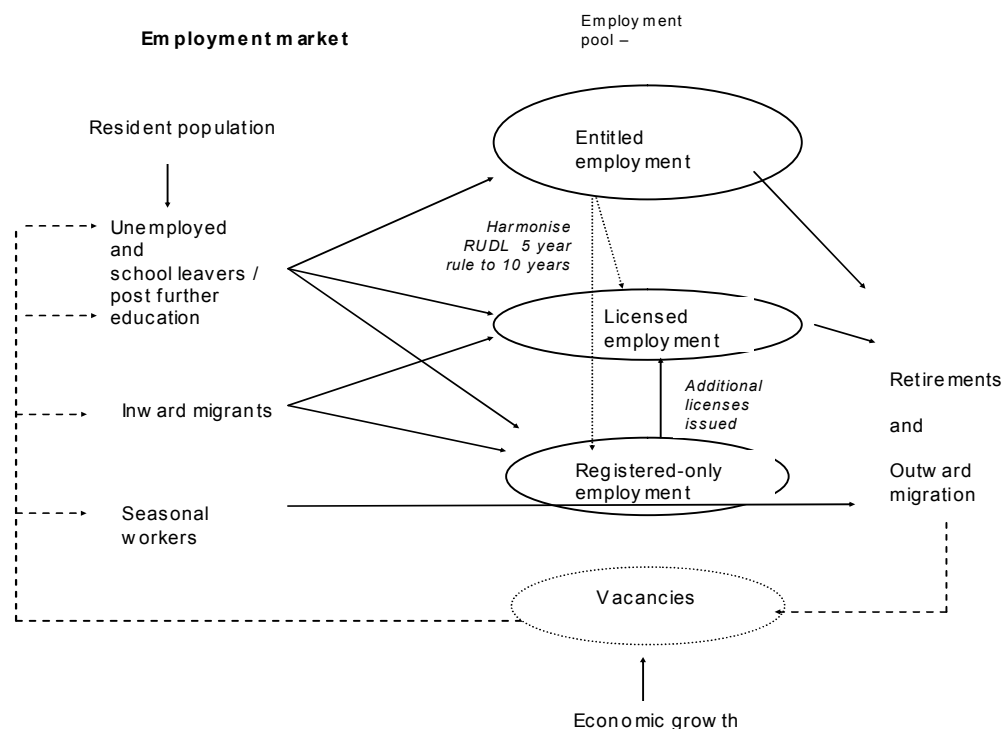 Employment market
Employment
pool –
Resident population
Entitled
employment
Unemployed
and
school leavers /
post further
education
Harmonise
RUDL 5 year
rule to 10 years
Licensed
employment
Inward migrants
Additional
licenses
issued
Retirements
and
Outward
migration
Registered-only
employment
Seasonal
workers
Vacancies
Economic growth